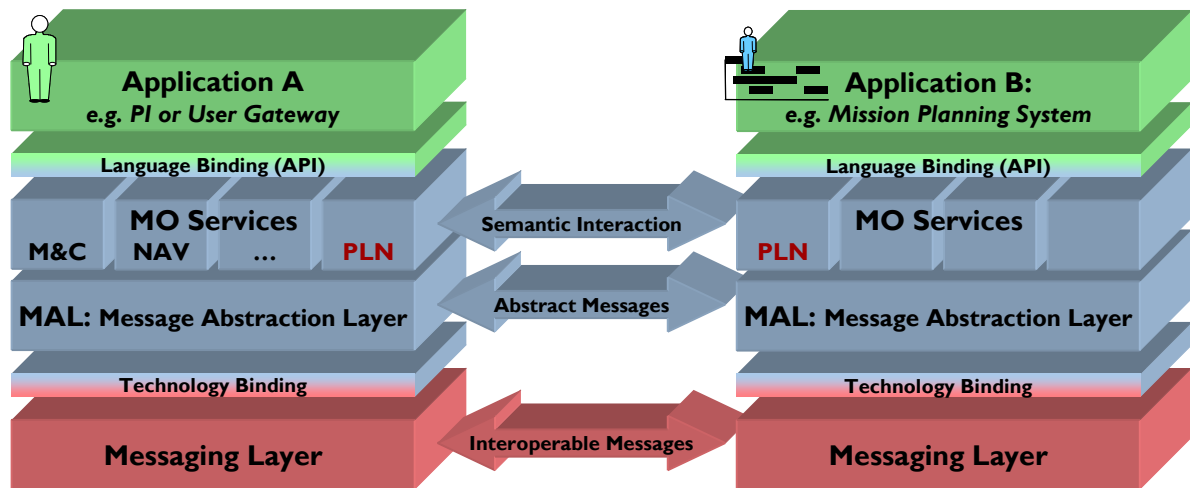 Application A
e.g. PI or User Gateway
Language Binding (API)
MO Services
M&C NAV … PLN
MAL: Message Abstraction Layer
Technology Binding
Messaging Layer
Semantic Interaction
Abstract Messages
Interoperable Messages
Application B:
e.g. Mission Planning System
Language Binding (API)
MO Services
PLN
MAL: Message Abstraction Layer
Technology Binding
Messaging Layer